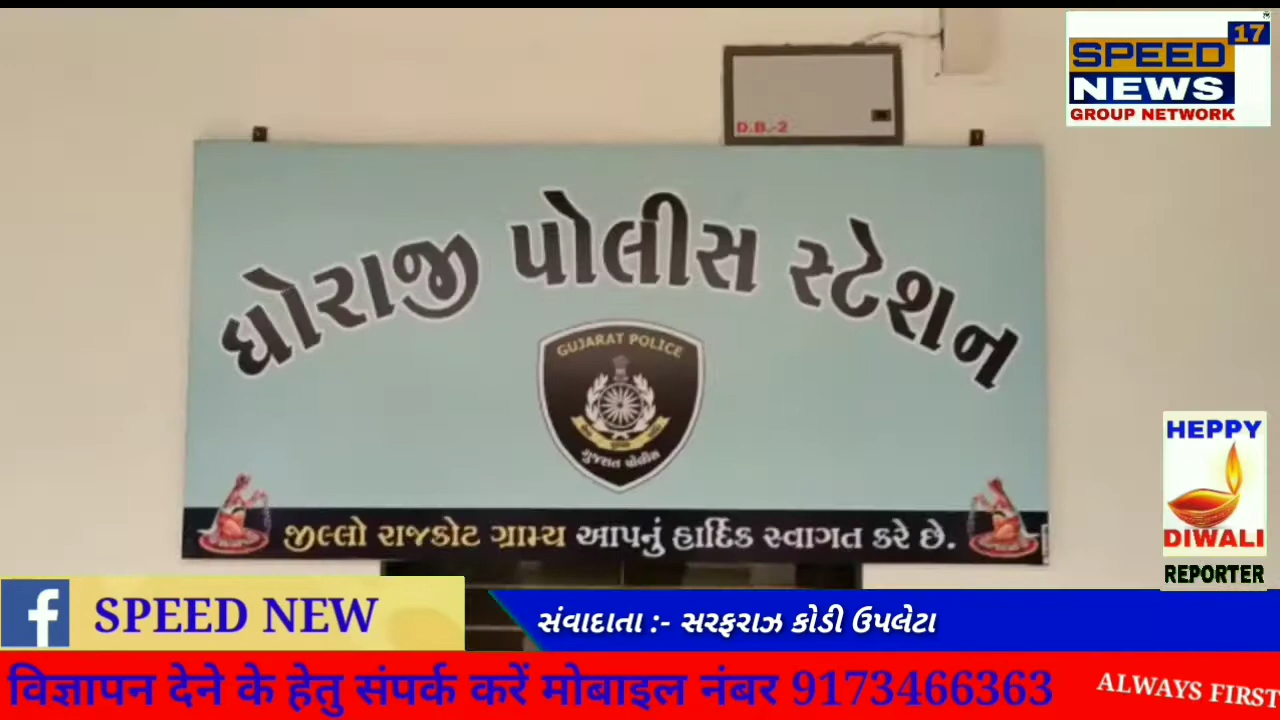 17
SPEED
NEWS
GROUP NETWORK
D.B.-2
ધોરાજી પોલીસ સ્ટેશન
GUJARAT POLICE
ગુજરાત પોલીસ
જીલ્લો રાજકોટ ગ્રામ્ય આપનું હાર્દિક સ્વાગત કરે છે.
HEPPY
DIWALI
REPORTER
f SPEED NEW
સંવાદાતા :- સરફરાઝ કોડી ઉપલેટા
विज्ञापन देने के हेतु संपर्क करें मोबाइल नंबर 9173466363
ALWAYS FIRST